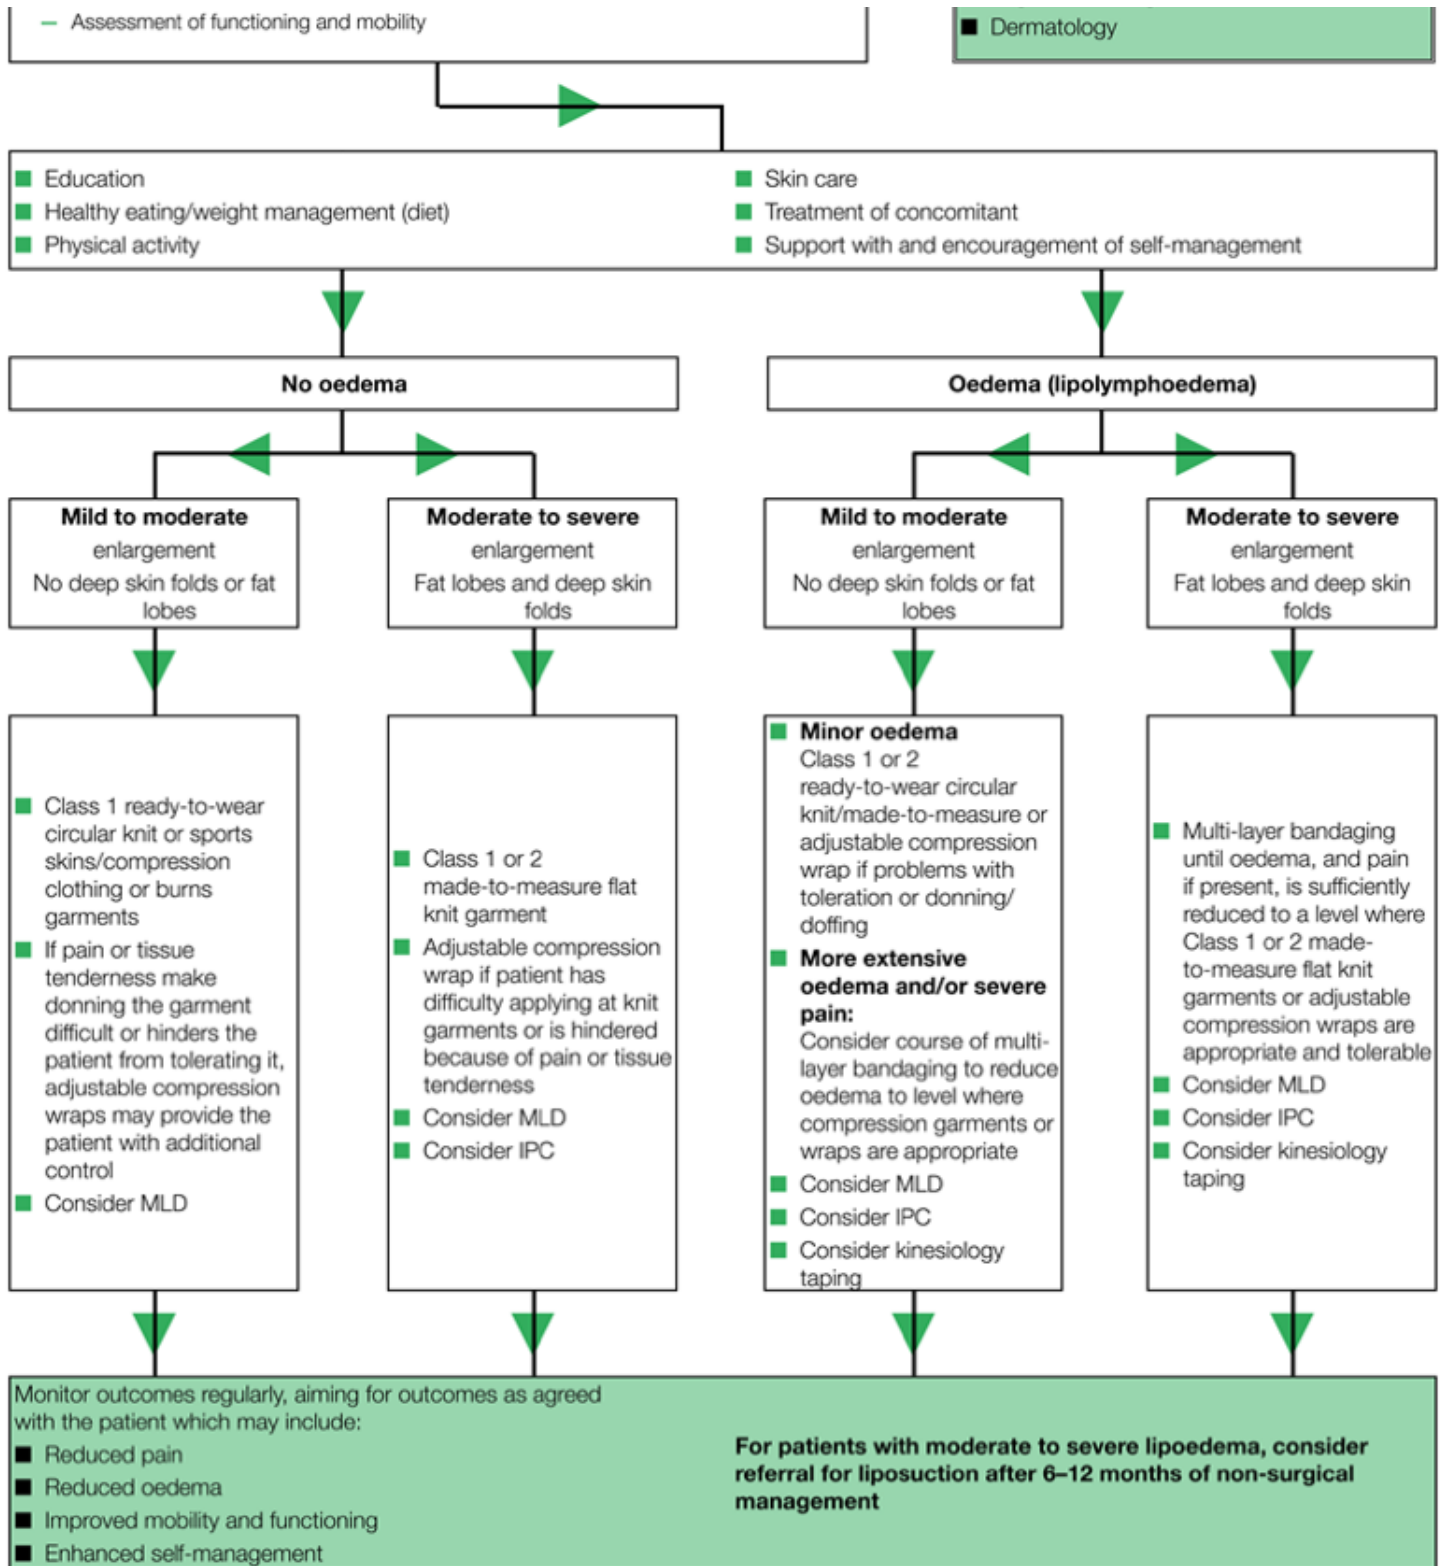 – Assessment of functioning and mobility
■ Dermatology
■ Education
■ Healthy eating/weight management (diet)
■ Physical activity
■ Skin care
■ Treatment of concomitant
■ Support with and encouragement of self-management
No oedema
Oedema (lipolymphoedema)
Mild to moderate
enlargement
No deep skin folds or fat
lobes
Moderate to severe
enlargement
Fat lobes and deep skin
folds
Mild to moderate
enlargement
No deep skin folds or fat
lobes
Moderate to severe
enlargement
Fat lobes and deep skin
folds
■ Class 1 ready-to-wear
circular knit or sports
skins/compression
clothing or burns
garments
■ If pain or tissue
tenderness make
donning the garment
difficult or hinders the
patient from tolerating it,
adjustable compression
wraps may provide the
patient with additional
control
■ Consider MLD
■ Class 1 or 2
made-to-measure flat
knit garment
■ Adjustable compression
wrap if patient has
difficulty applying at knit
garments or is hindered
because of pain or tissue
tenderness
■ Consider MLD
■ Consider IPC
■ Minor oedema
Class 1 or 2
ready-to-wear circular
knit/made-to-measure or
adjustable compression
wrap if problems with
toleration or donning/
doffing
■ More extensive
oedema and/or severe
pain:
Consider course of multi-
layer bandaging to reduce
oedema to level where
compression garments or
wraps are appropriate
■ Consider MLD
■ Consider IPC
■ Consider kinesiology
taping
■ Multi-layer bandaging
until oedema, and pain
if present, is sufficiently
reduced to a level where
Class 1 or 2 made-
to-measure flat knit
garments or adjustable
compression wraps are
appropriate and tolerable
■ Consider MLD
■ Consider IPC
■ Consider kinesiology
taping
Monitor outcomes regularly, aiming for outcomes as agreed
with the patient which may include:
■ Reduced pain
■ Reduced oedema
■ Improved mobility and functioning
■ Enhanced self-management
For patients with moderate to severe lipoedema, consider
referral for liposuction after 6–12 months of non-surgical
management